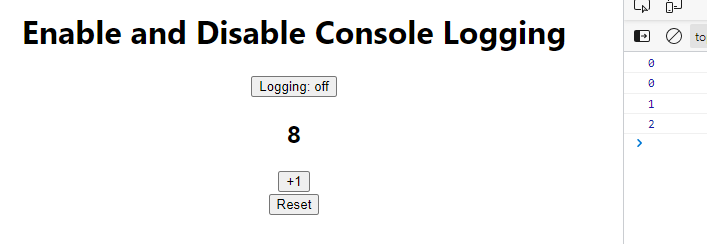 Enable and Disable Console Logging
Logging: off
8
+1
Reset
to
0
0
1
2